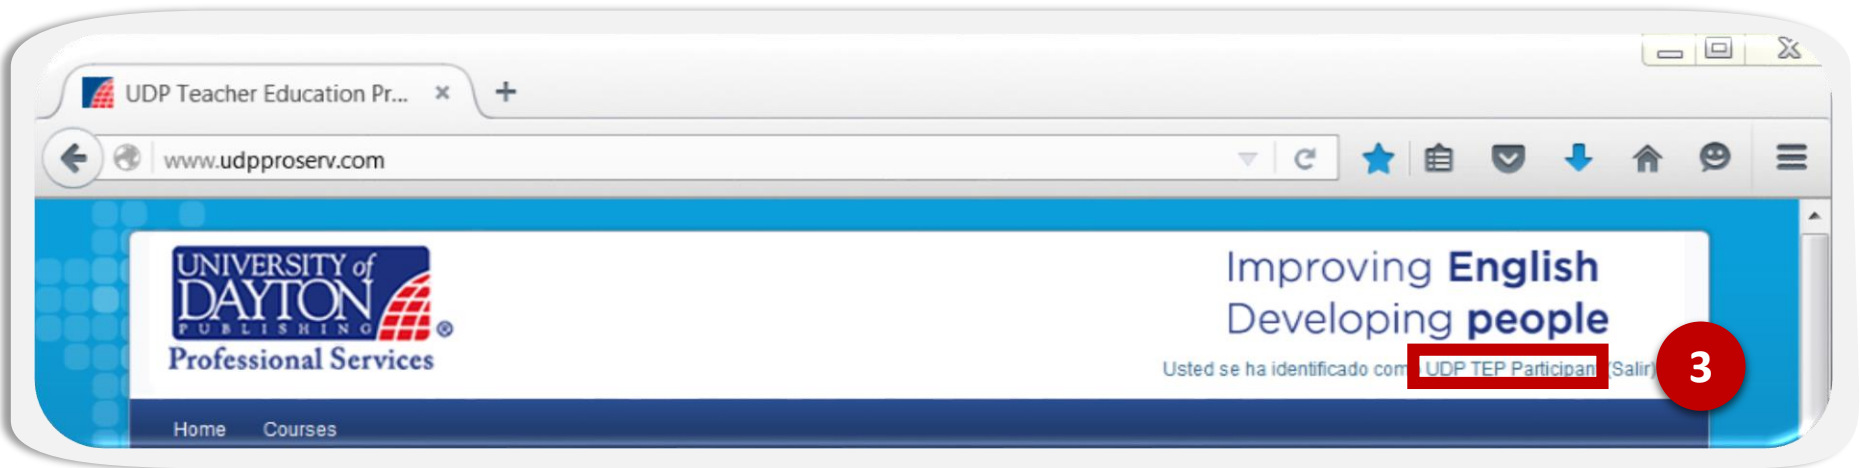 UDP Teacher Education Pr...
www.udpproserv.com
UNIVERSITY of
DAYTON
PUBLISHING
®
Professional Services
Improving English
Developing people
Usted se ha identificado com UDP TEP Participant (Salir)
3
Home Courses